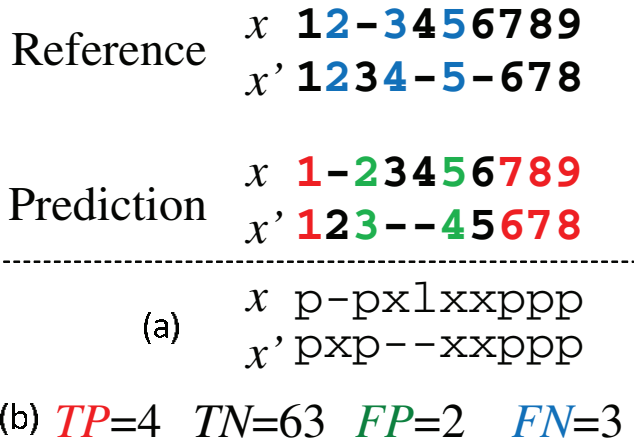 x 12-3456789
Reference
x' 1234-5-678
x 1-23456789
Prediction
x' 123--45678
x p-pxlxxppp
(a)
x' pxp--xxppp
(b) TP=4 TN=63 FP=2 FN=3